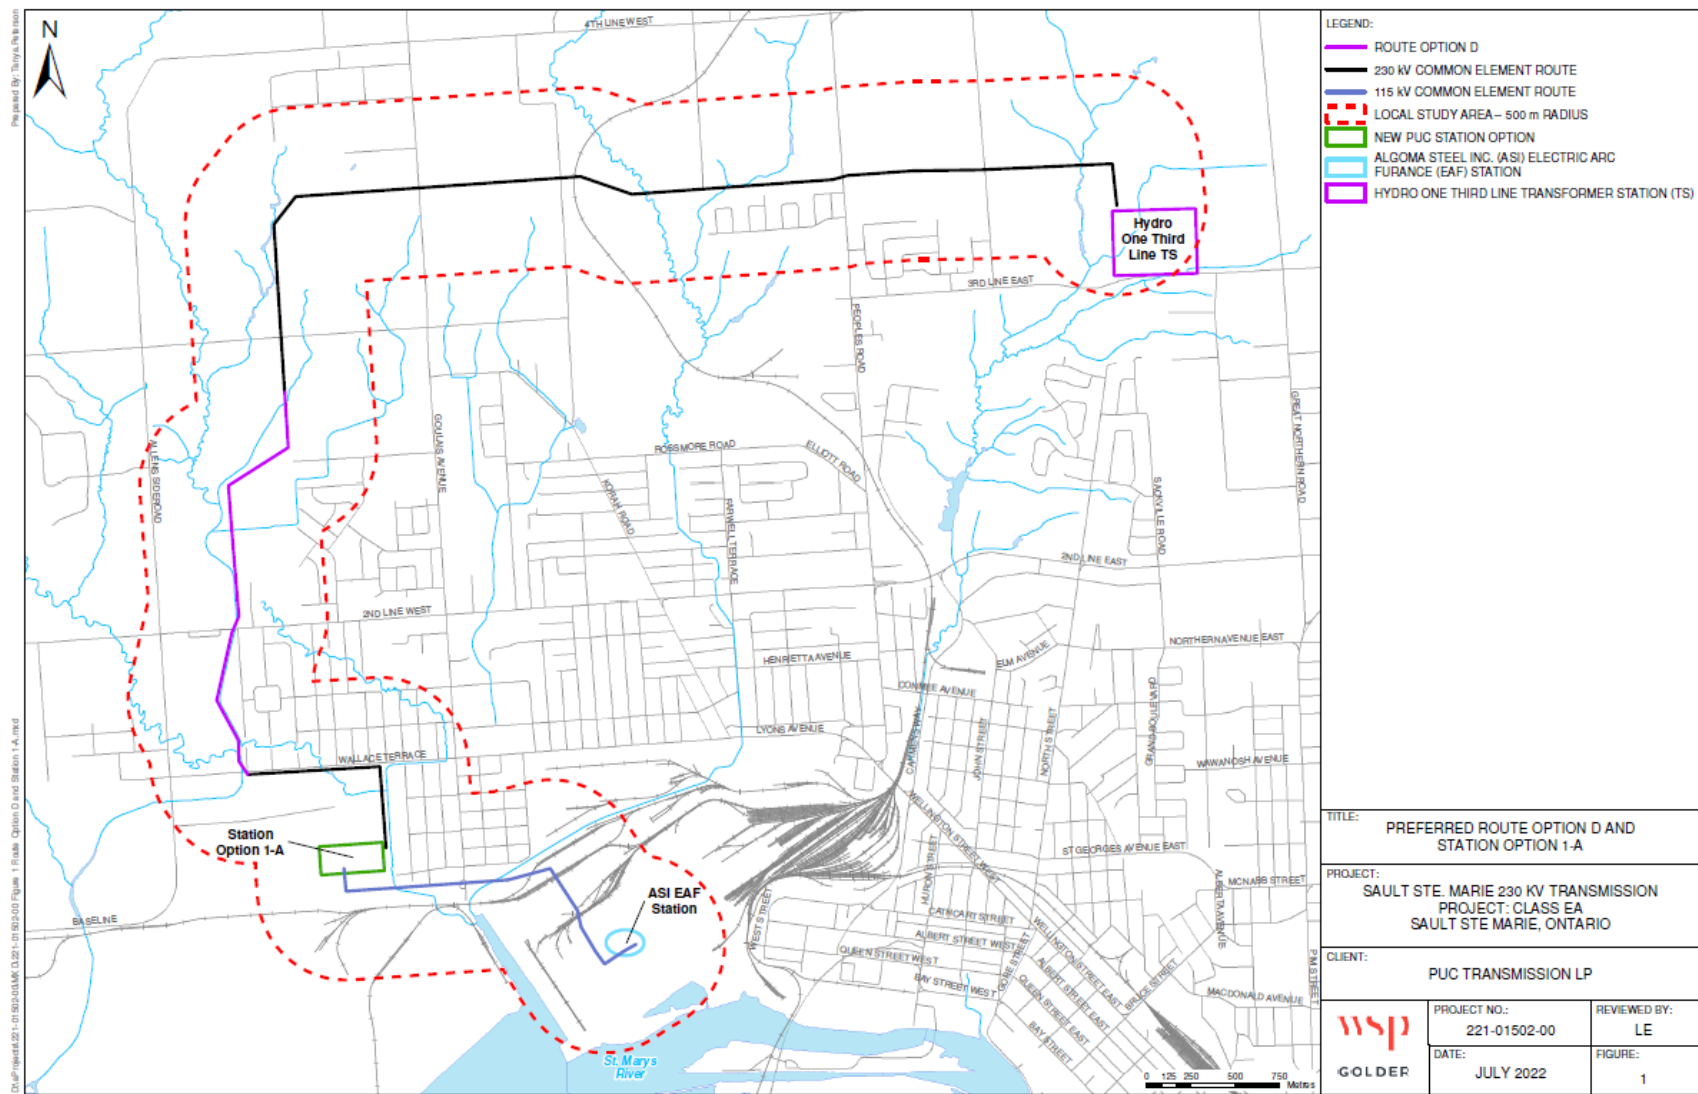 N
4TH LINE WEST
Hydro
One Third
Line TS
3RD LINE EAST
PEOPLES ROAD
GREAT NORTHERN ROAD
ALLENS SIDEROAD
GOULAIS AVENUE
ROSSMORE ROAD
ELLIOTT ROAD
KORAH ROAD
FARWELL TERRACE
SACKVILLE ROAD
2ND LINE EAST
2ND LINE WEST
NORTHERN AVENUE EAST
HENRIETTA AVENUE
ELM AVENUE
CONMEE AVENUE
LYONS AVENUE
CARMENS WAY
JOHN STREET
NORTH STREET
GRAND BOULEVARD
WALLACE TERRACE
WAWANOSH AVENUE
WELLINGTON STREET WEST
Station
Option 1-A
HURON STREET
ST GEORGES AVENUE EAST
MCNABB STREET
ALBERTA AVENUE
ASI EAF
Station
BASELINE
WEST STREET
CATHCART STREET
ALBERT STREET WEST
QUEEN STREET WEST
BAY STREET WEST
GORE STREET
WELLINGTON STREET EAST
ALBERT STREET EAST
QUEEN STREET EAST
BAY STREET
BRUCE STREET
MACDONALD AVENUE
PIM STREET
St. Marys
River
0 125 250 500 750
Metres
Prepared By: Tanya Peterson
LEGEND:
ROUTE OPTION D
230 kV COMMON ELEMENT ROUTE
115 kV COMMON ELEMENT ROUTE
LOCAL STUDY AREA – 500 m RADIUS
NEW PUC STATION OPTION
ALGOMA STEEL INC. (ASI) ELECTRIC ARC
FURANCE (EAF) STATION
HYDRO ONE THIRD LINE TRANSFORMER STATION (TS)
TITLE:
PREFERRED ROUTE OPTION D AND
STATION OPTION 1-A
PROJECT:
SAULT STE. MARIE 230 KV TRANSMISSION
PROJECT: CLASS EA
SAULT STE MARIE, ONTARIO
CLIENT:
PUC TRANSMISSION LP
wsp
GOLDER
PROJECT NO.:
221-01502-00
REVIEWED BY:
LE
DATE:
JULY 2022
FIGURE:
1